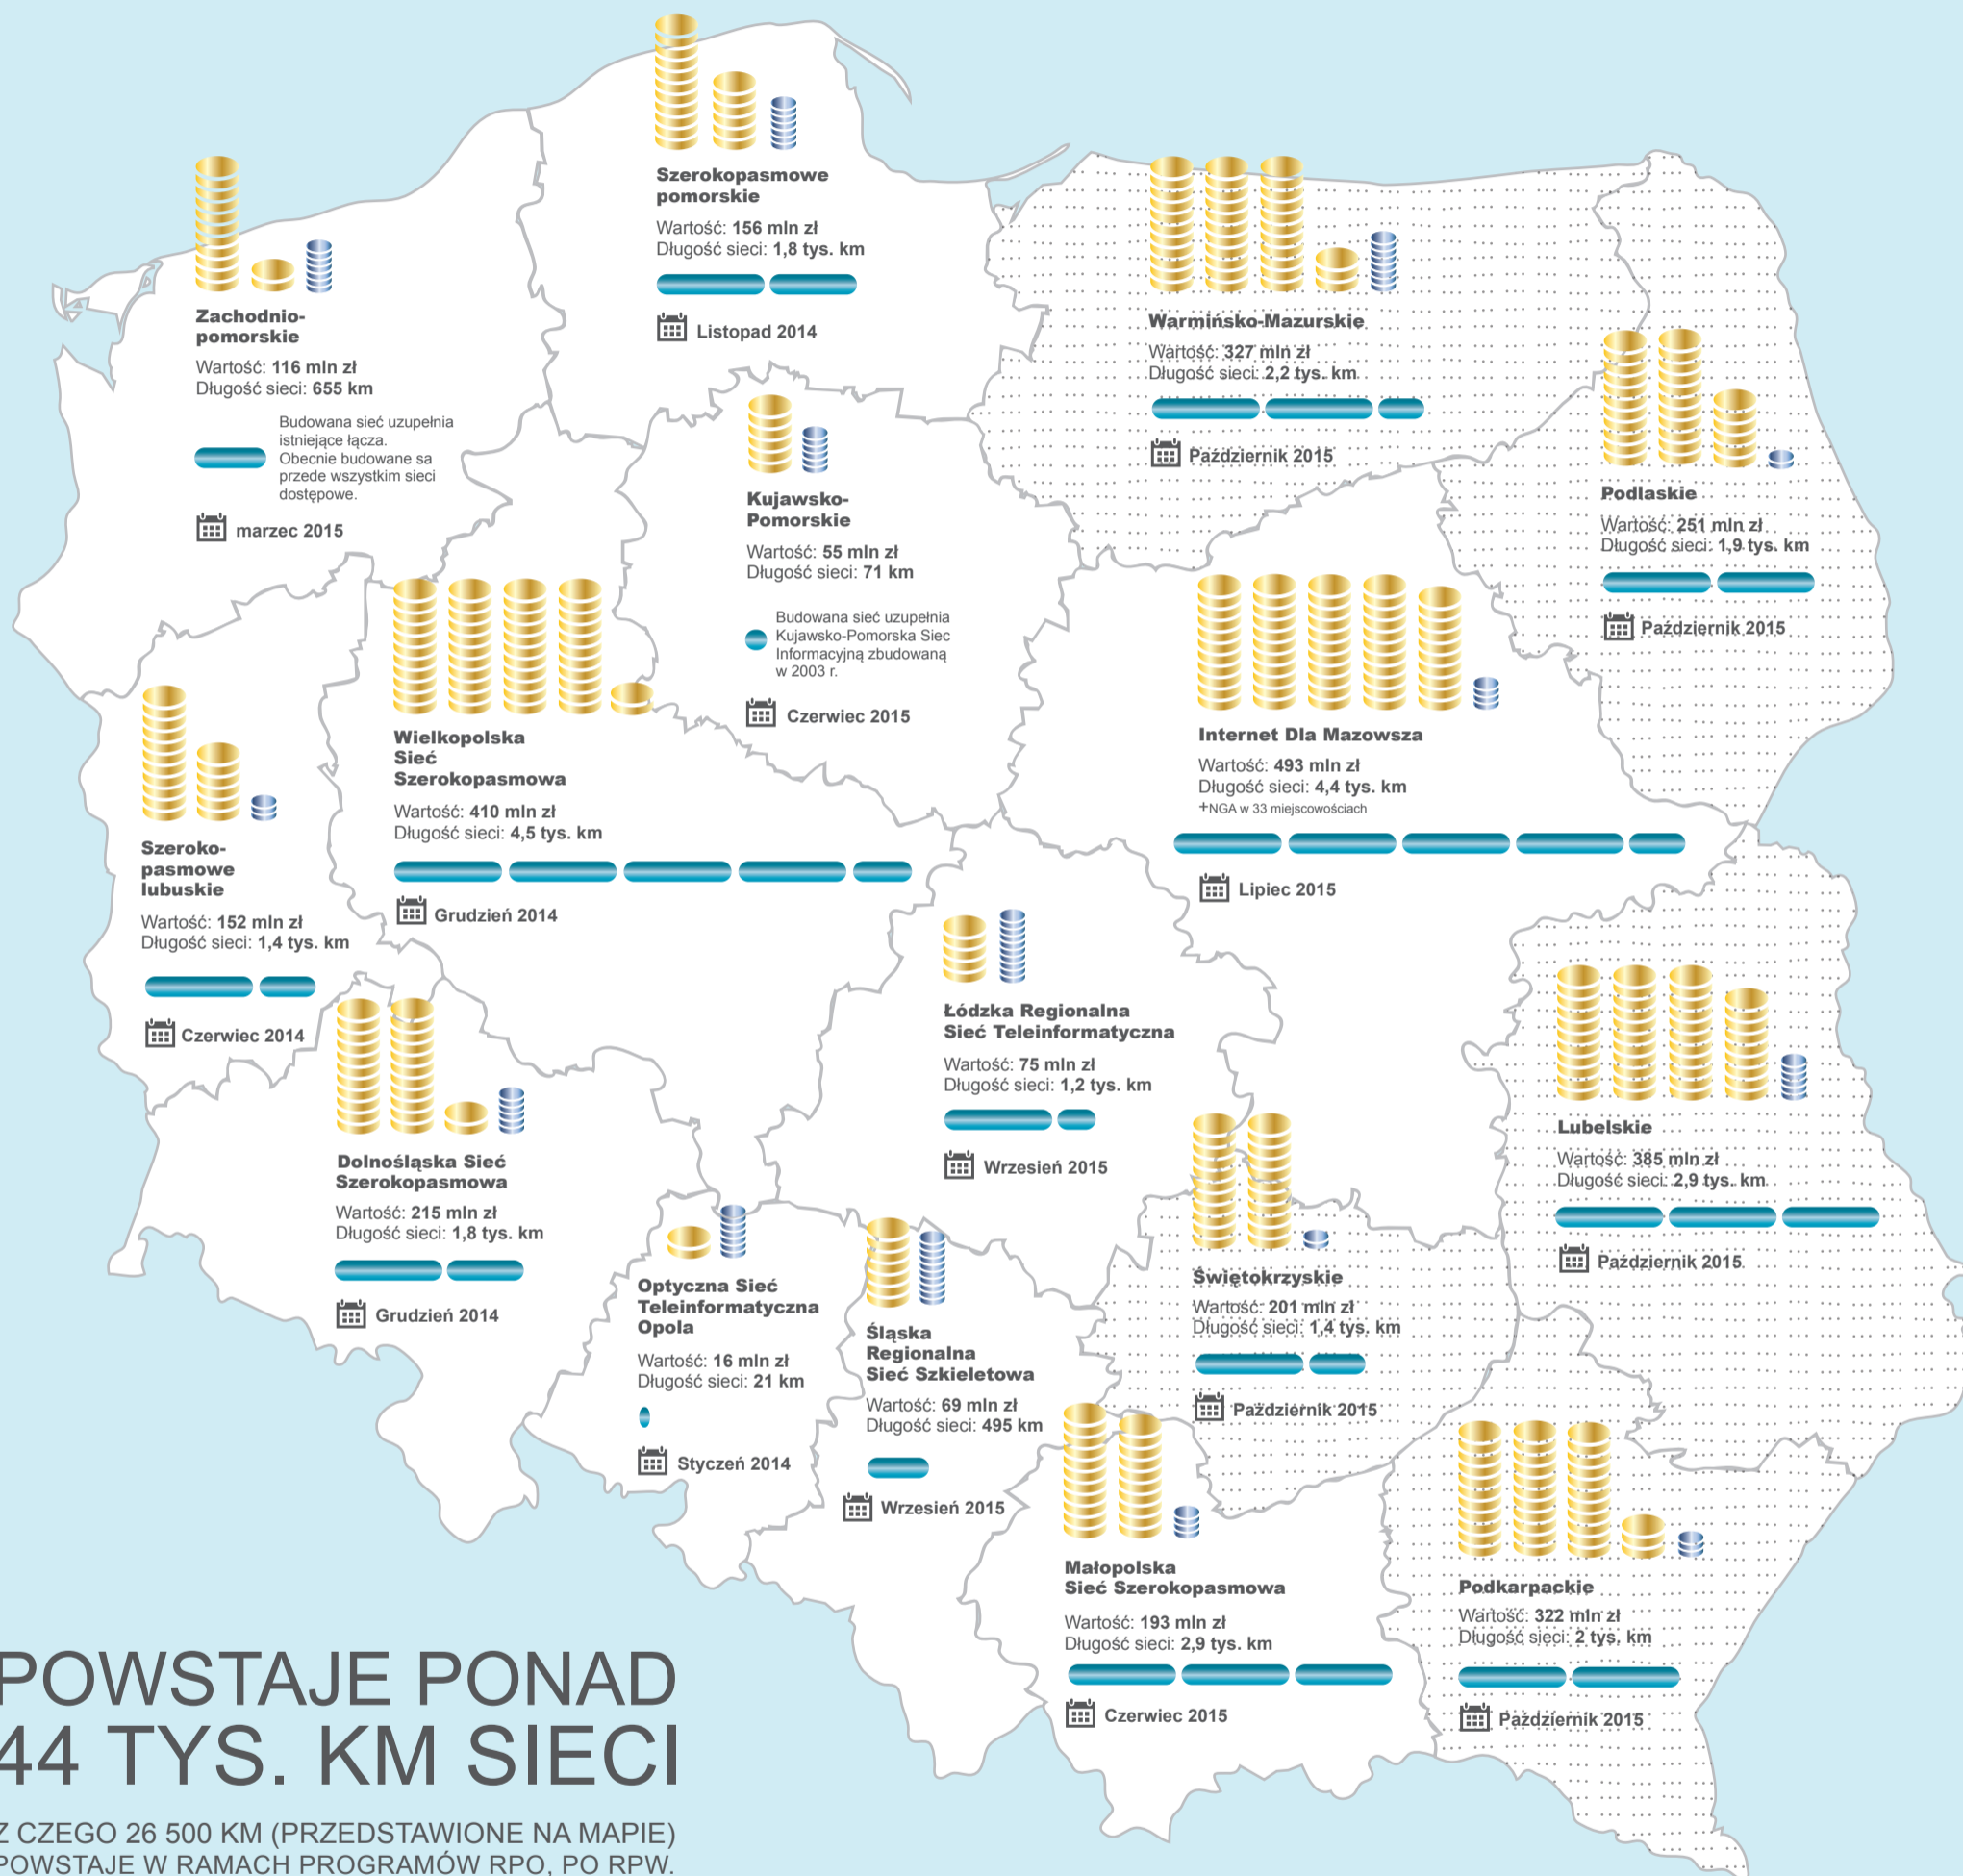 Szerokopasmowe
pomorskie
Wartość: 156 mln zł
Długość sieci: 1,8 tys. km
Listopad 2014
Zachodnio-
pomorskie
Wartość: 116 mln zł
Długość sieci: 655 km
Budowana sieć uzupełnia
istniejące łącza.
Obecnie budowane sa
przede wszystkim sieci
dostępowe.
marzec 2015
Warmińsko-Mazurskie
Wartość: 327 mln zł
Długość sieci: 2,2 tys. km
Październik 2015
Kujawsko-
Pomorskie
Wartość: 55 mln zł
Długość sieci: 71 km
Budowana sieć uzupełnia
Kujawsko-Pomorska Siec
Informacyjną zbudowaną
w 2003 r.
Czerwiec 2015
Podlaskie
Wartość: 251 mln zł
Długość sieci: 1,9 tys. km
Październik 2015
Wielkopolska
Sieć
Szerokopasmowa
Wartość: 410 mln zł
Długość sieci: 4,5 tys. km
Grudzień 2014
Internet Dla Mazowsza
Wartość: 493 mln zł
Długość sieci: 4,4 tys. km
+NGA w 33 miejscowościach
Lipiec 2015
Szeroko-
pasmowe
lubuskie
Wartość: 152 mln zł
Długość sieci: 1,4 tys. km
Czerwiec 2014
Łódzka Regionalna
Sieć Teleinformatyczna
Wartość: 75 mln zł
Długość sieci: 1,2 tys. km
Wrzesień 2015
Lubelskie
Wartość: 385 mln zł
Długość sieci: 2,9 tys. km
Październik 2015
Dolnośląska Sieć
Szerokopasmowa
Wartość: 215 mln zł
Długość sieci: 1,8 tys. km
Grudzień 2014
Optyczna Sieć
Teleinformatyczna
Opola
Wartość: 16 mln zł
Długość sieci: 21 km
Styczeń 2014
Śląska
Regionalna
Sieć Szkieletowa
Wartość: 69 mln zł
Długość sieci: 495 km
Wrzesień 2015
Świętokrzyskie
Wartość: 201 mln zł
Długość sieci: 1,4 tys. km
Październik 2015
Małopolska
Sieć Szerokopasmowa
Wartość: 193 mln zł
Długość sieci: 2,9 tys. km
Czerwiec 2015
Podkarpackie
Wartość: 322 mln zł
Długość sieci: 2 tys. km
Październik 2015
POWSTAJE PONAD
44 TYS. KM SIECI
Z CZEGO 26 500 KM (PRZEDSTAWIONE NA MAPIE)
POWSTAJE W RAMACH PROGRAMÓW RPO, PO RPW.